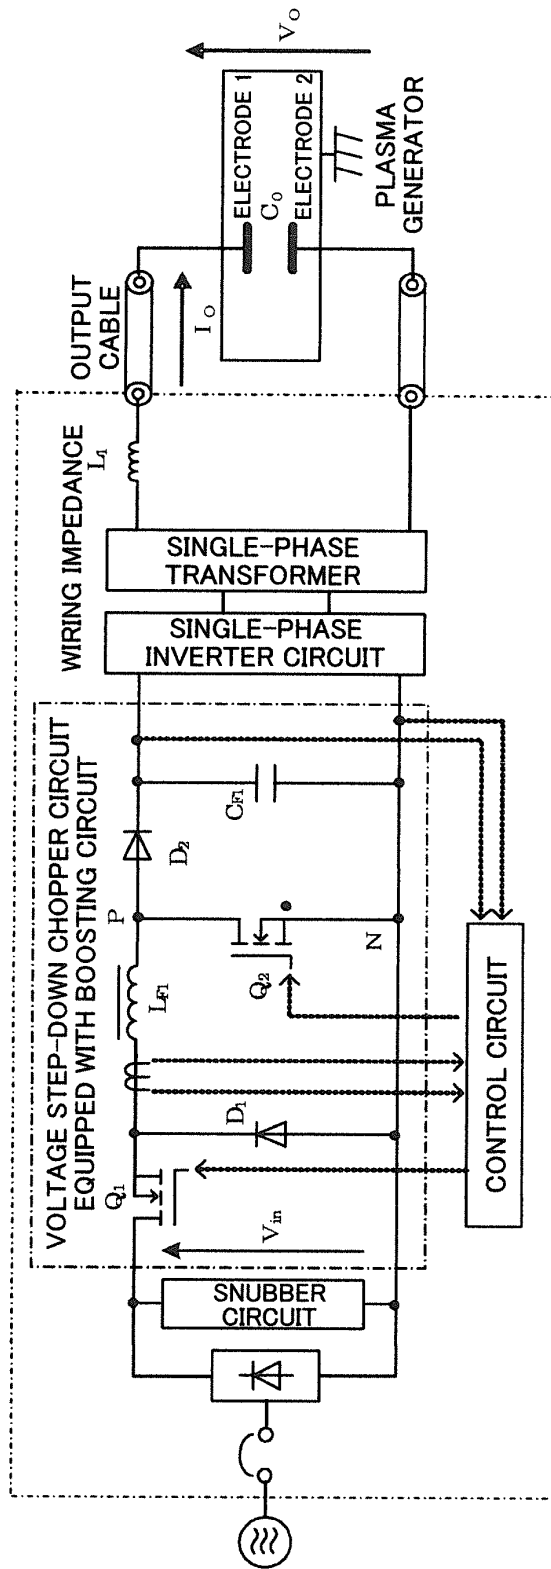 VOLTAGE STEP-DOWN CHOPPER CIRCUIT
EQUIPPED WITH BOOSTING CIRCUIT
WIRING IMPEDANCE
OUTPUT
CABLE
Q1
LF1
P
D2
L1
IO
VO
SNUBBER
CIRCUIT
Vin
D1
Q2
N
CF1
SINGLE-PHASE
INVERTER CIRCUIT
SINGLE-PHASE
TRANSFORMER
ELECTRODE 1
C0
ELECTRODE 2
PLASMA
GENERATOR
CONTROL CIRCUIT